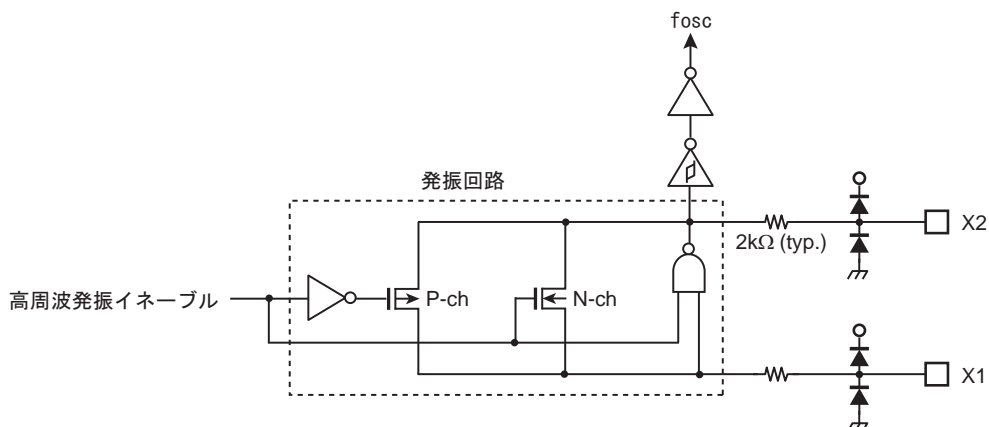 fosc
発振回路
X2
2kΩ (typ.)
高周波発振イネーブル
P-ch
N-ch
X1